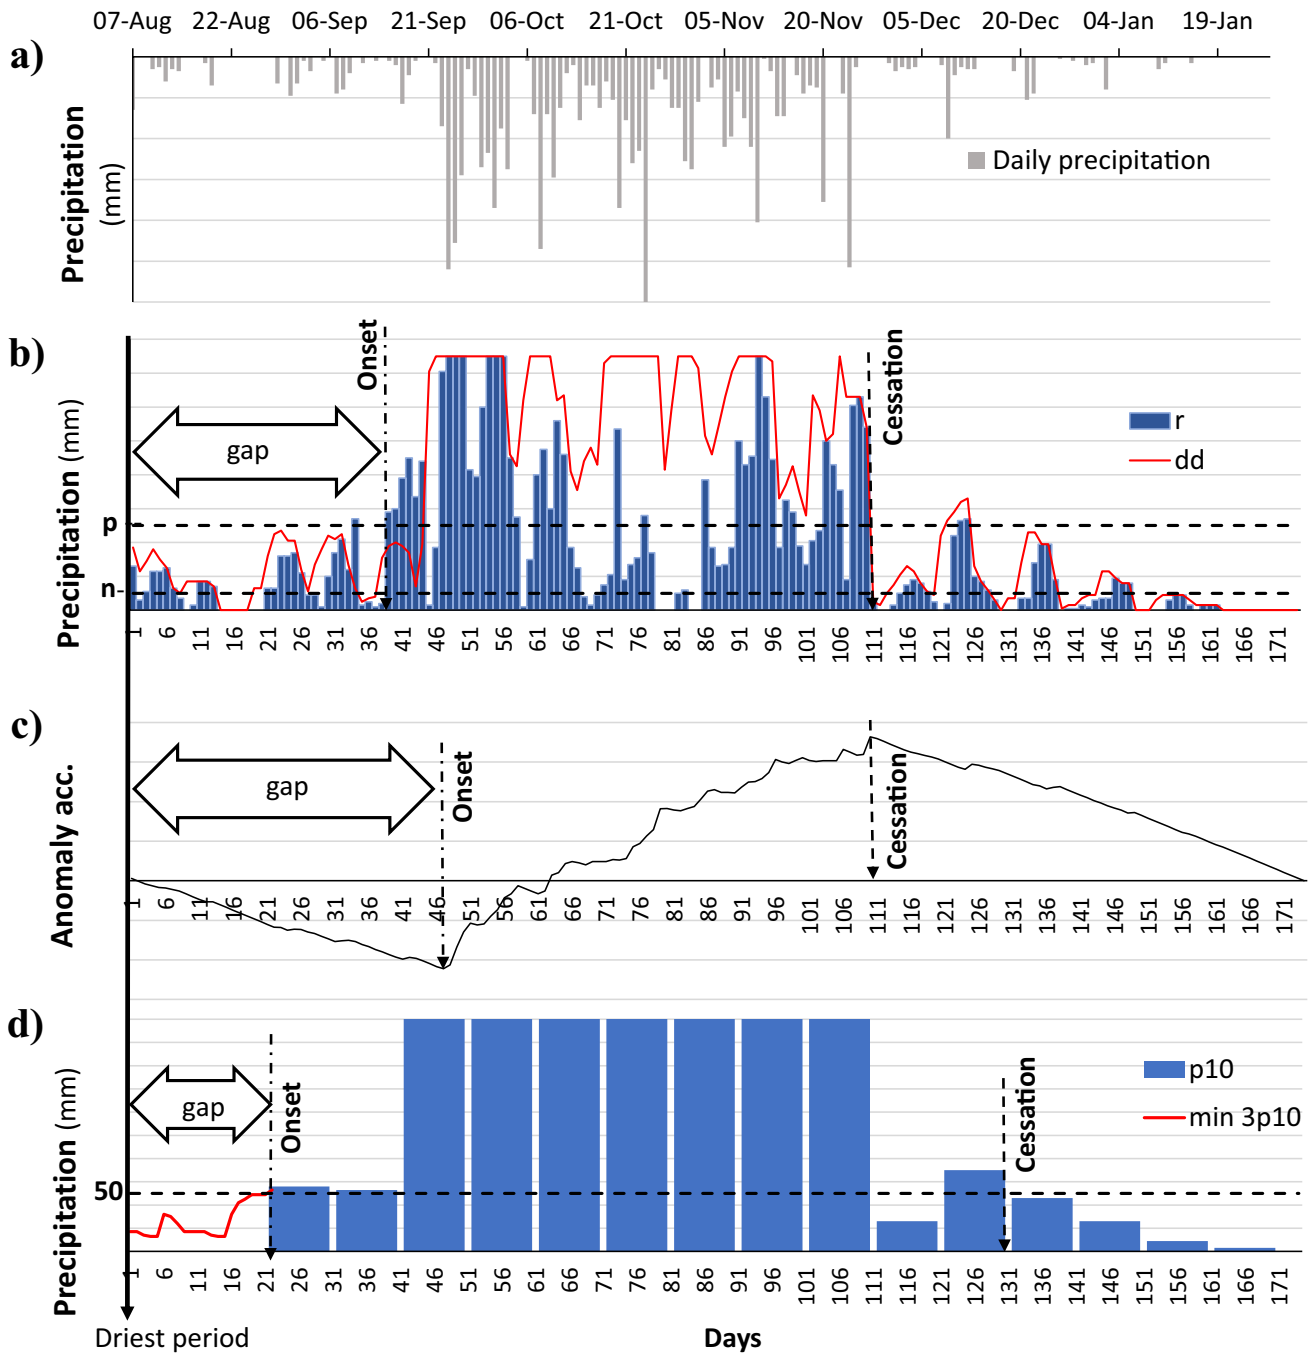 07-Aug 22-Aug 06-Sep 21-Sep 06-Oct 21-Oct 05-Nov 20-Nov 05-Dec 20-Dec 04-Jan 19-Jan
a)
Precipitation
(mm)
Daily precipitation
b)
Precipitation (mm)
Onset
Cessation
gap
r
dd
p
n-
1 6 11 16 21 26 31 36 41 46 51 56 61 66 71 76 81 86 91 96 101 106 111 116 121 126 131 136 141 146 151 156 161 166 171
c)
Anomaly acc.
gap
Onset
Cessation
1 6 11 16 21 26 31 36 41 46 51 56 61 66 71 76 81 86 91 96 101 106 111 116 121 126 131 136 141 146 151 156 161 166 171
d)
Precipitation (mm)
gap
Onset
Cessation
p10
min 3p10
50
1 6 11 16 21 26 31 36 41 46 51 56 61 66 71 76 81 86 91 96 101 106 111 116 121 126 131 136 141 146 151 156 161 166 171
Driest period
Days